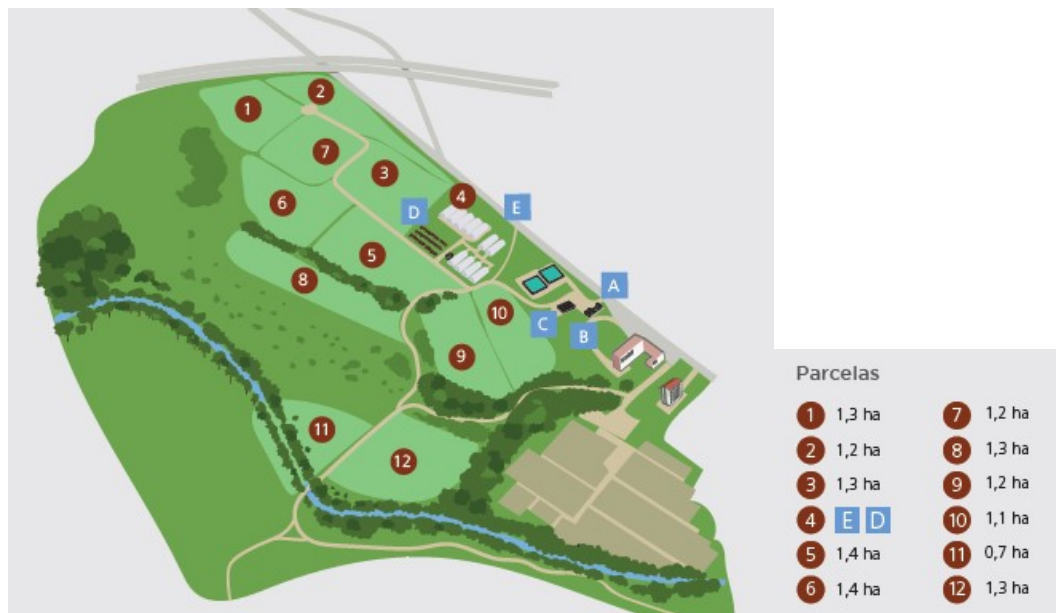 1
2
7
3
4
6
D
E
5
8
A
10
C
B
9
11
12
Parcelas
1 1,3 ha
2 1,2 ha
3 1,3 ha
4 E D
5 1,4 ha
6 1,4 ha
7 1,2 ha
8 1,3 ha
9 1,2 ha
10 1,1 ha
11 0,7 ha
12 1,3 ha